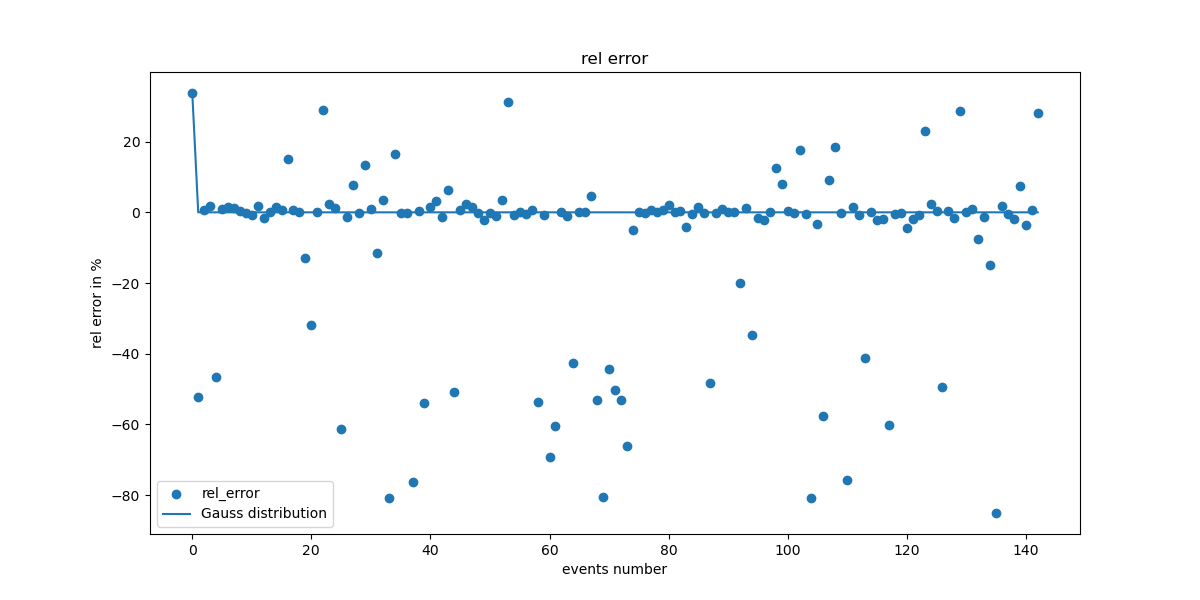 rel error
rel error in %
20
0
−20
−40
−60
−80
rel_error
Gauss distribution
0 20 40 60 80 100 120 140
events number